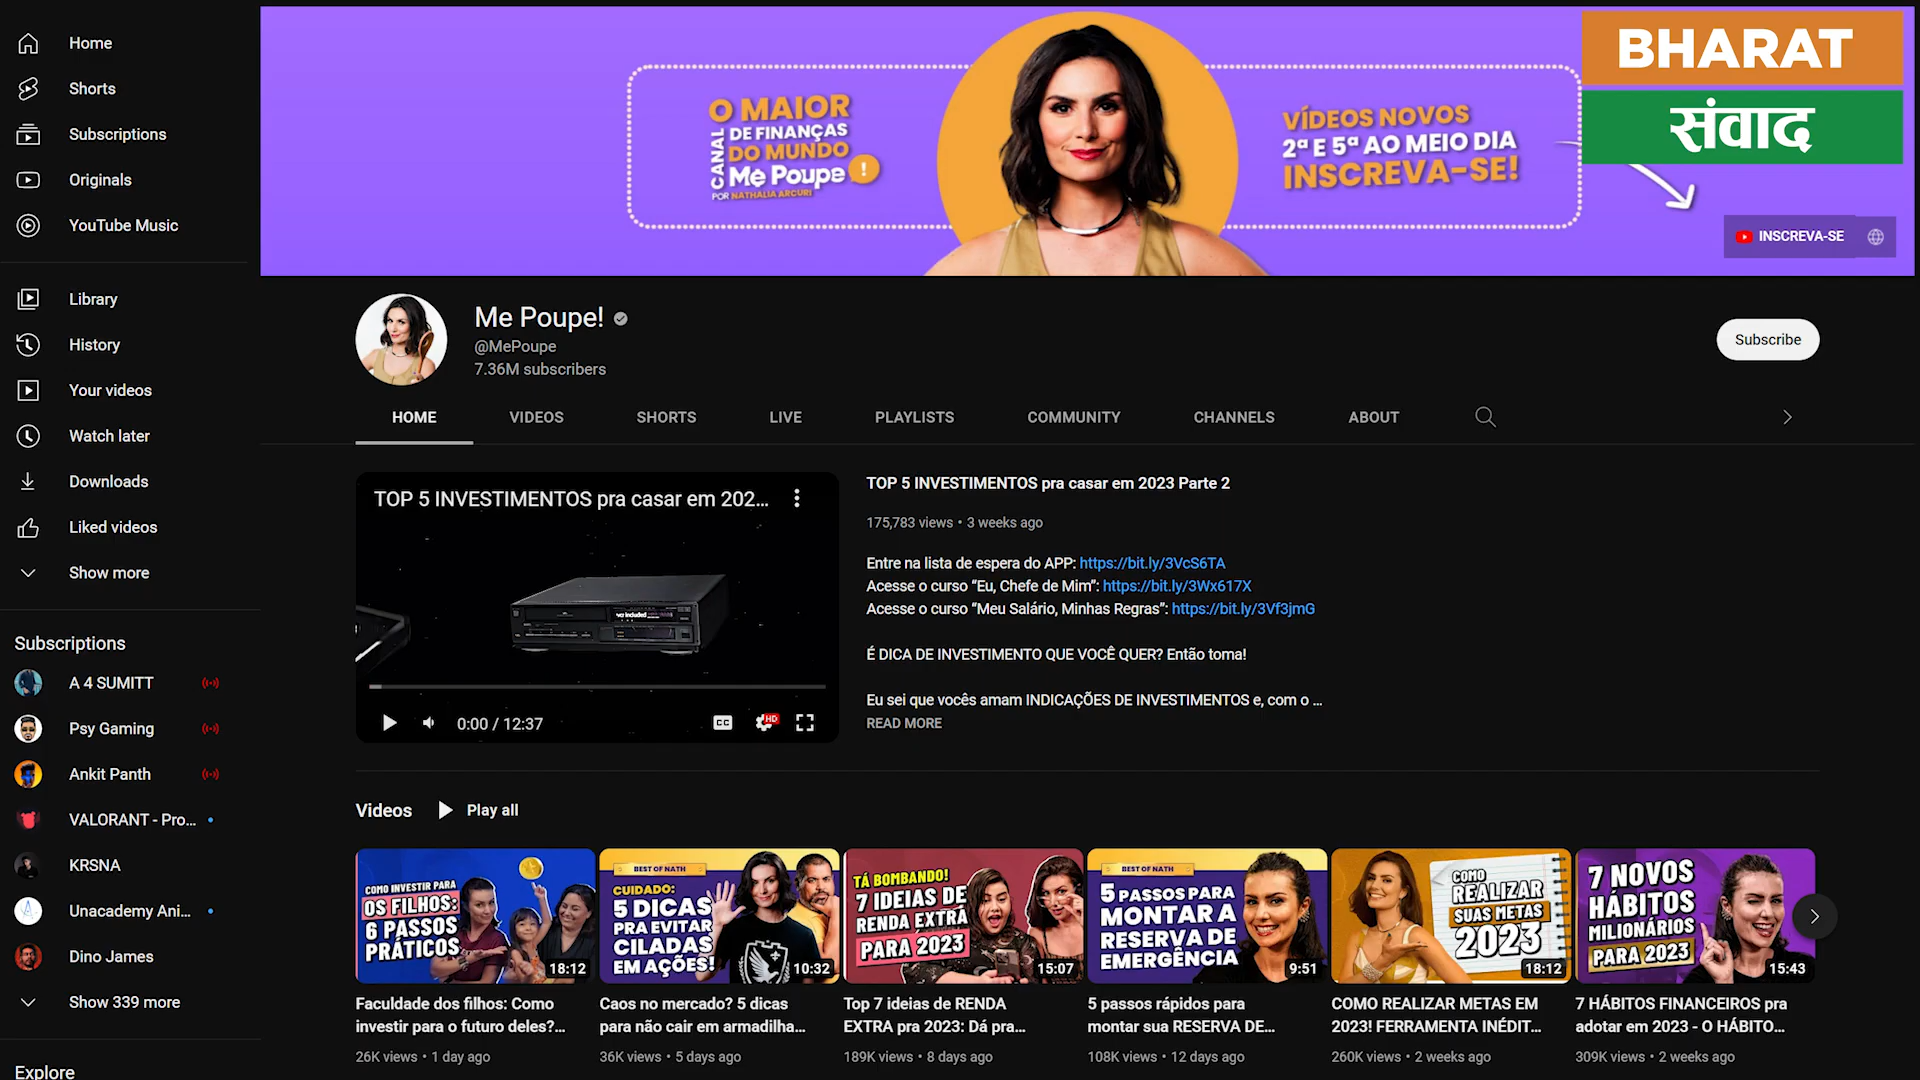 Home
Shorts
Subscriptions
Originals
YouTube Music
Library
History
Your videos
Watch later
Downloads
Liked videos
Show more
Subscriptions
A 4 SUMITT
Psy Gaming
Ankit Panth
VALORANT - Pro...
KRSNA
Unacademy Ani...
Dino James
Show 339 more
Explore
O MAIOR
CANAL
DE FINANÇAS
DO MUNDO
Me Poupe!
POR NATHALIA ARCURI
VÍDEOS NOVOS
2ª E 5ª AO MEIO DIA
INSCREVA-SE!
BHARAT
संवाद
INSCREVA-SE
Me Poupe!
@MePoupe
7.36M subscribers
Subscribe
HOME VIDEOS SHORTS LIVE PLAYLISTS COMMUNITY CHANNELS ABOUT
TOP 5 INVESTIMENTOS pra casar em 202...
vcr included
0:00 / 12:37
CC
HD
TOP 5 INVESTIMENTOS pra casar em 2023 Parte 2
175,783 views • 3 weeks ago
Entre na lista de espera do APP: https://bit.ly/3VcS6TA
Acesse o curso “Eu, Chefe de Mim”: https://bit.ly/3Wx617X
Acesse o curso “Meu Salário, Minhas Regras”: https://bit.ly/3Vf3jmG
É DICA DE INVESTIMENTO QUE VOCÊ QUER? Então toma!
Eu sei que vocês amam INDICAÇÕES DE INVESTIMENTOS e, com o ...
READ MORE
Videos
Play all
COMO INVESTIR PARA
OS FILHOS:
6 PASSOS
PRÁTICOS
18:12
Faculdade dos filhos: Como
investir para o futuro deles?...
26K views • 1 day ago
BEST OF NATH
CUIDADO:
5 DICAS
PRA EVITAR
CILADAS
EM AÇÕES!
10:32
Caos no mercado? 5 dicas
para não cair em armadilha...
36K views • 5 days ago
TÁ BOMBANDO!
7 IDEIAS DE
RENDA EXTRA
PARA 2023
15:07
Top 7 ideias de RENDA
EXTRA pra 2023: Dá pra...
189K views • 8 days ago
BEST OF NATH
5 PASSOS PARA
MONTAR A
RESERVA DE
EMERGÊNCIA
9:51
5 passos rápidos para
montar sua RESERVA DE...
108K views • 12 days ago
COMO
REALIZAR
SUAS METAS
2023
18:12
COMO REALIZAR METAS EM
2023! FERRAMENTA INÉDIT...
260K views • 2 weeks ago
7 NOVOS
HÁBITOS
MILIONÁRIOS
PARA 2023
15:43
7 HÁBITOS FINANCEIROS pra
adotar em 2023 - O HÁBITO...
309K views • 2 weeks ago